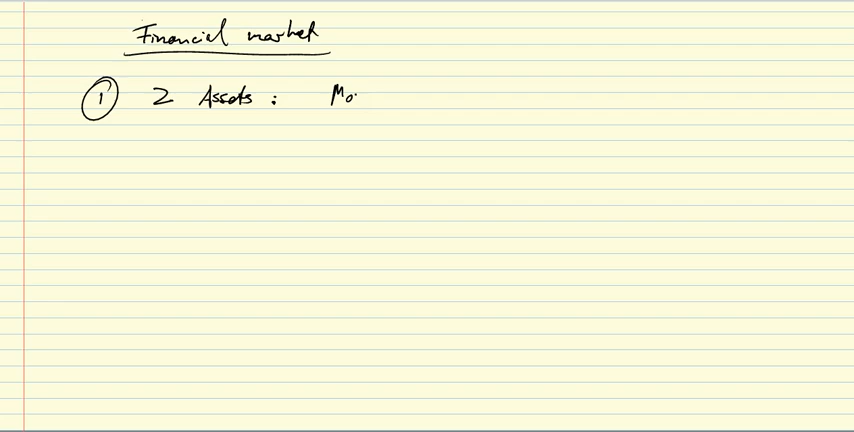 Financial market
① 2 Assets : Mo